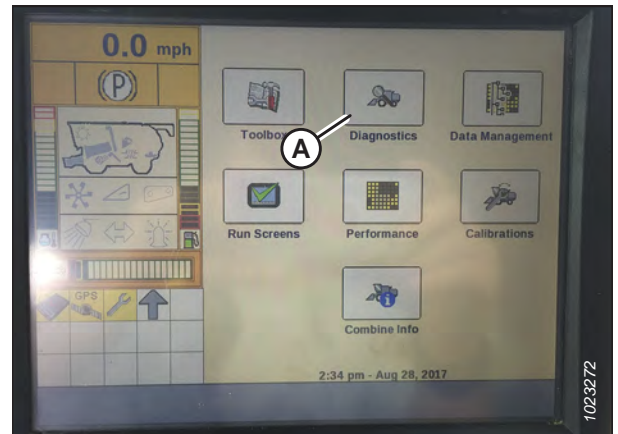 0.0 mph
(P)
Toolbox
A
Diagnostics
Data Management
Run Screens
Performance
Calibrations
Combine Info
GPS
2:34 pm - Aug 28, 2017
1023272